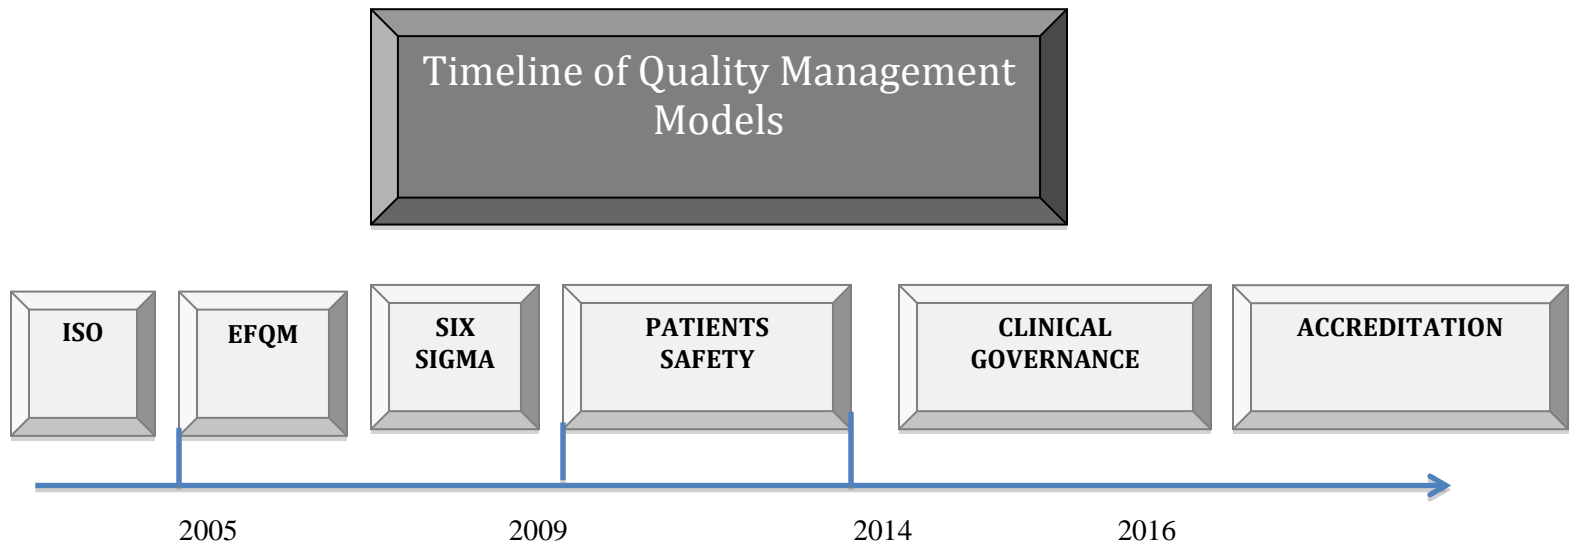 Timeline of Quality Management
Models
ISO
EFQM
SIX
SIGMA
PATIENTS
SAFETY
CLINICAL
GOVERNANCE
ACCREDITATION
2005
2009
2014
2016